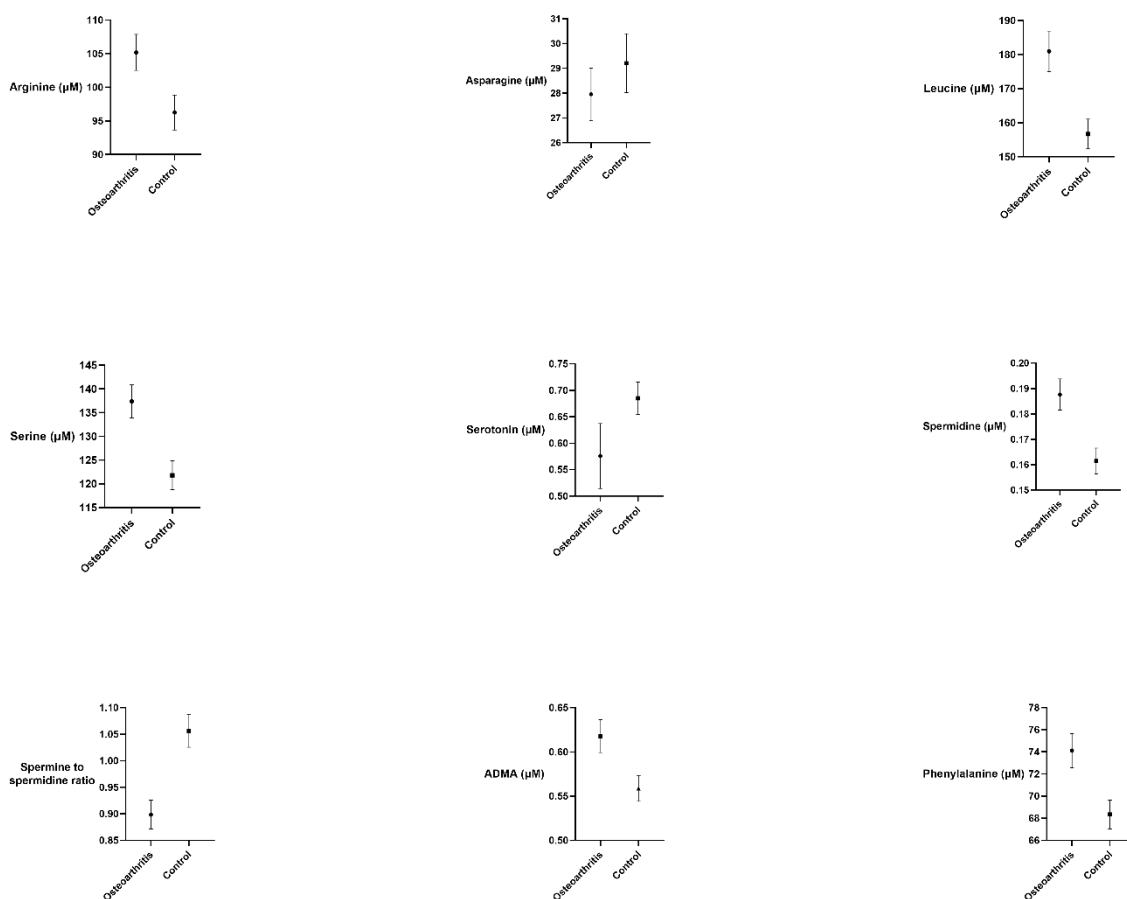 110
105
100
95
90
Arginine (µM)
Osteoarthritis
Control
31
30
29
28
27
26
Asparagine (µM)
Osteoarthritis
Control
190
180
170
160
150
Leucine (µM)
Osteoarthritis
Control
145
140
135
130
125
120
115
Serine (µM)
Osteoarthritis
Control
0.75
0.70
0.65
0.60
0.55
0.50
Serotonin (µM)
Osteoarthritis
Control
0.20
0.19
0.18
0.17
0.16
0.15
Spermidine (µM)
Osteoarthritis
Control
1.10
1.05
1.00
0.95
0.90
0.85
Spermine to
spermidine ratio
Osteoarthritis
Control
0.65
0.60
0.55
0.50
ADMA (µM)
Osteoarthritis
Control
78
76
74
72
70
68
66
Phenylalanine (µM)
Osteoarthritis
Control